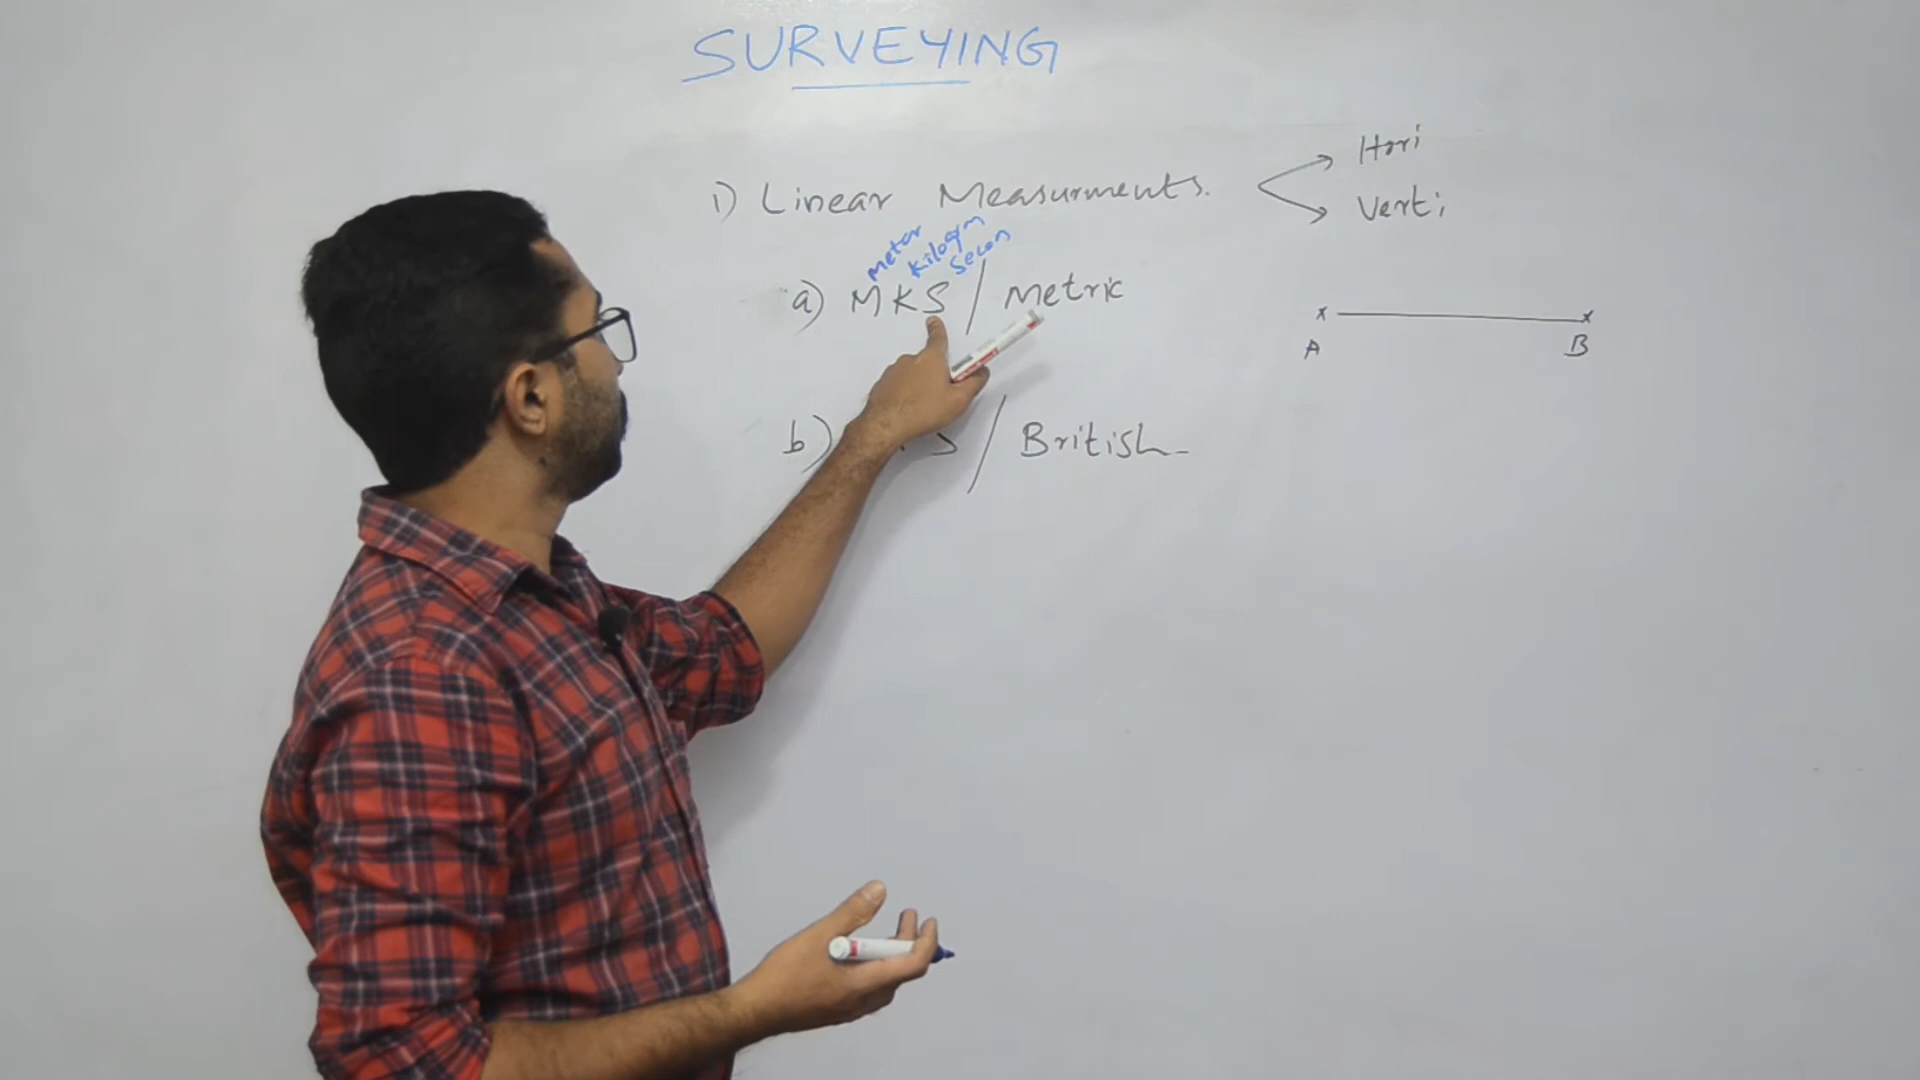 SURVEYING
1) Linear Measurments.
Hori
Verti
Meter Kilogm Secon
a) MKS / Metric
A B
b) S / British